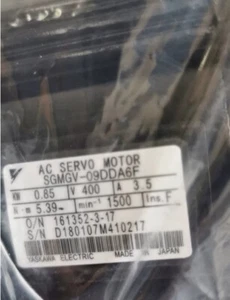 AC SERVO MOTOR
SGMGV-09DDA6F
kW 0.85 V 400 A 3.5
N·m 5.39 min⁻¹ 1500 Ins. F
O/N 161352-3-17
S/N D180107M410217
YASKAWA ELECTRIC MADE IN JAPAN